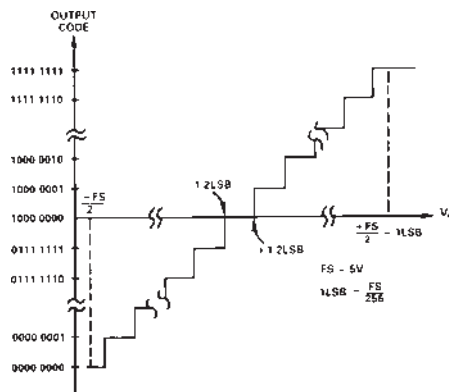 OUTPUT
CODE
1111 1111
1111 1110
1000 0010
1000 0001
1000 0000
0111 1111
0111 1110
0000 0001
0000 0000
-FS
2
1 2LSB
+1 2LSB
+FS
2
- 1LSB
FS - 5V
1LSB - FS
256